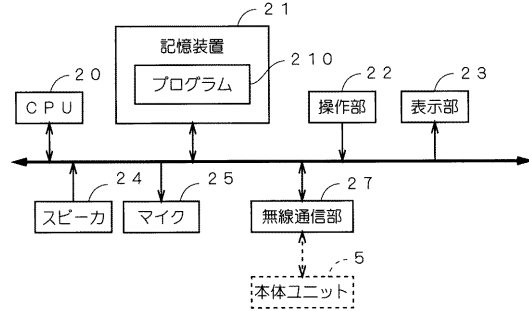 21
記憶装置
20
プログラム
210
22
23
CPU
操作部
表示部
24
25
27
スピーカ
マイク
無線通信部
5
本体ユニット